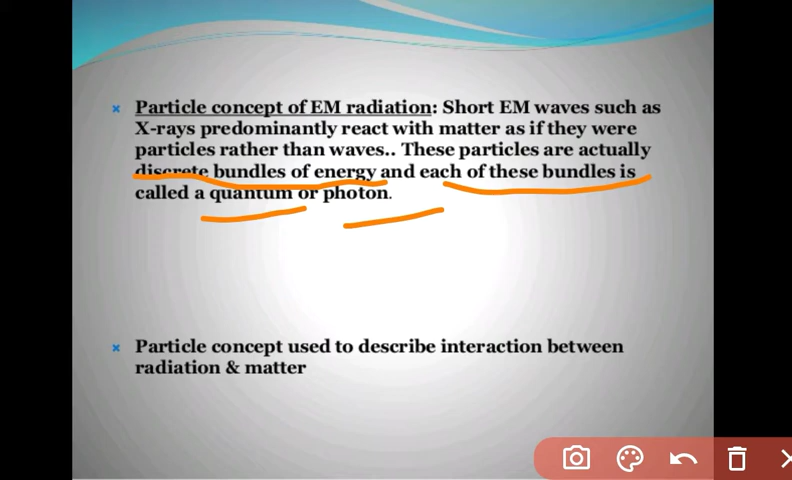 Particle concept of EM radiation: Short EM waves such as
X-rays predominantly react with matter as if they were
particles rather than waves.. These particles are actually
discrete bundles of energy and each of these bundles is
called a quantum or photon.
Particle concept used to describe interaction between
radiation & matter